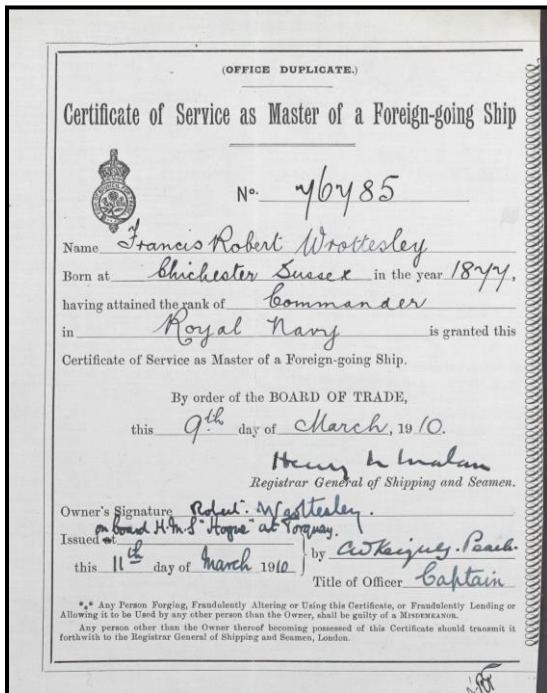 (OFFICE DUPLICATE.)
Certificate of Service as Master of a Foreign-going Ship
No. 76785
Name Francis Robert Wrottesley
Born at Chichester Sussex in the year 1877,
having attained the rank of Commander
in Royal Navy is granted this
Certificate of Service as Master of a Foreign-going Ship.
By order of the BOARD OF TRADE,
this 9th day of March, 1910.
Henry N Malan
Registrar General of Shipping and Seamen.
Owner's Signature Robert. Wrottesley.
on board H.M.S "Hogue" at Torquay.
Issued at
by CWKeighly. Peach.
this 11th day of March 1910
Title of Officer Captain
*** Any Person Forging, Fraudulently Altering or Using this Certificate, or Fraudulently Lending or
Allowing it to be Used by any other person than the Owner, shall be guilty of a MISDEMEANOR.
Any person other than the Owner thereof becoming possessed of this Certificate should transmit it
forthwith to the Registrar General of Shipping and Seamen, London.